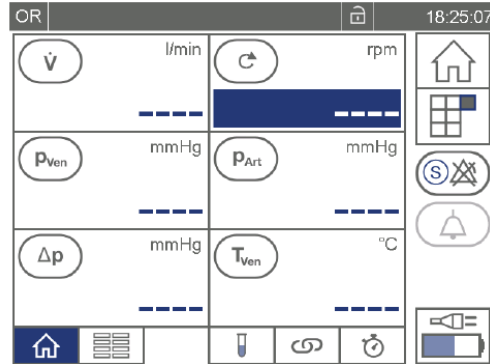 OR 18:25:07
V̇ l/min rpm
----  ----
pVen mmHg pArt mmHg
----  ----
Δp mmHg TVen °C
----  ----
S